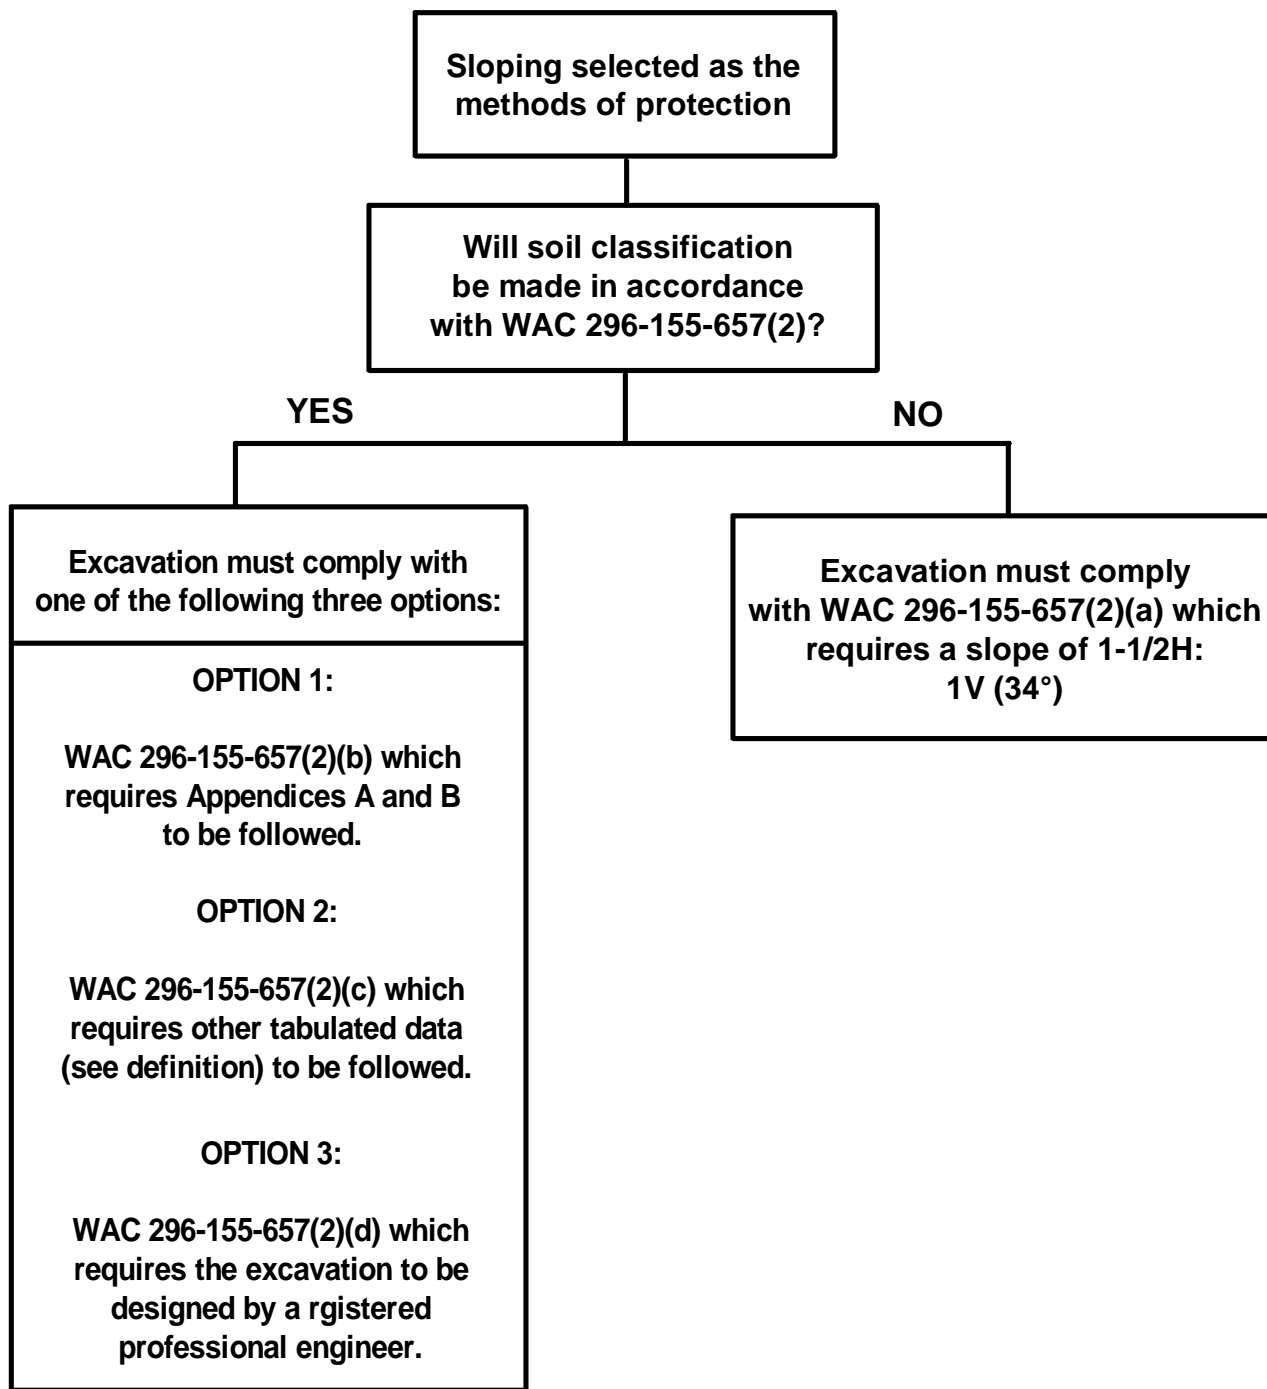 Sloping selected as the
methods of protection
Will soil classification
be made in accordance
with WAC 296-155-657(2)?
YES
NO
Excavation must comply with
one of the following three options:
OPTION 1:
WAC 296-155-657(2)(b) which
requires Appendices A and B
to be followed.
OPTION 2:
WAC 296-155-657(2)(c) which
requires other tabulated data
(see definition) to be followed.
OPTION 3:
WAC 296-155-657(2)(d) which
requires the excavation to be
designed by a rgistered
professional engineer.
Excavation must comply
with WAC 296-155-657(2)(a) which
requires a slope of 1-1/2H:
1V (34°)